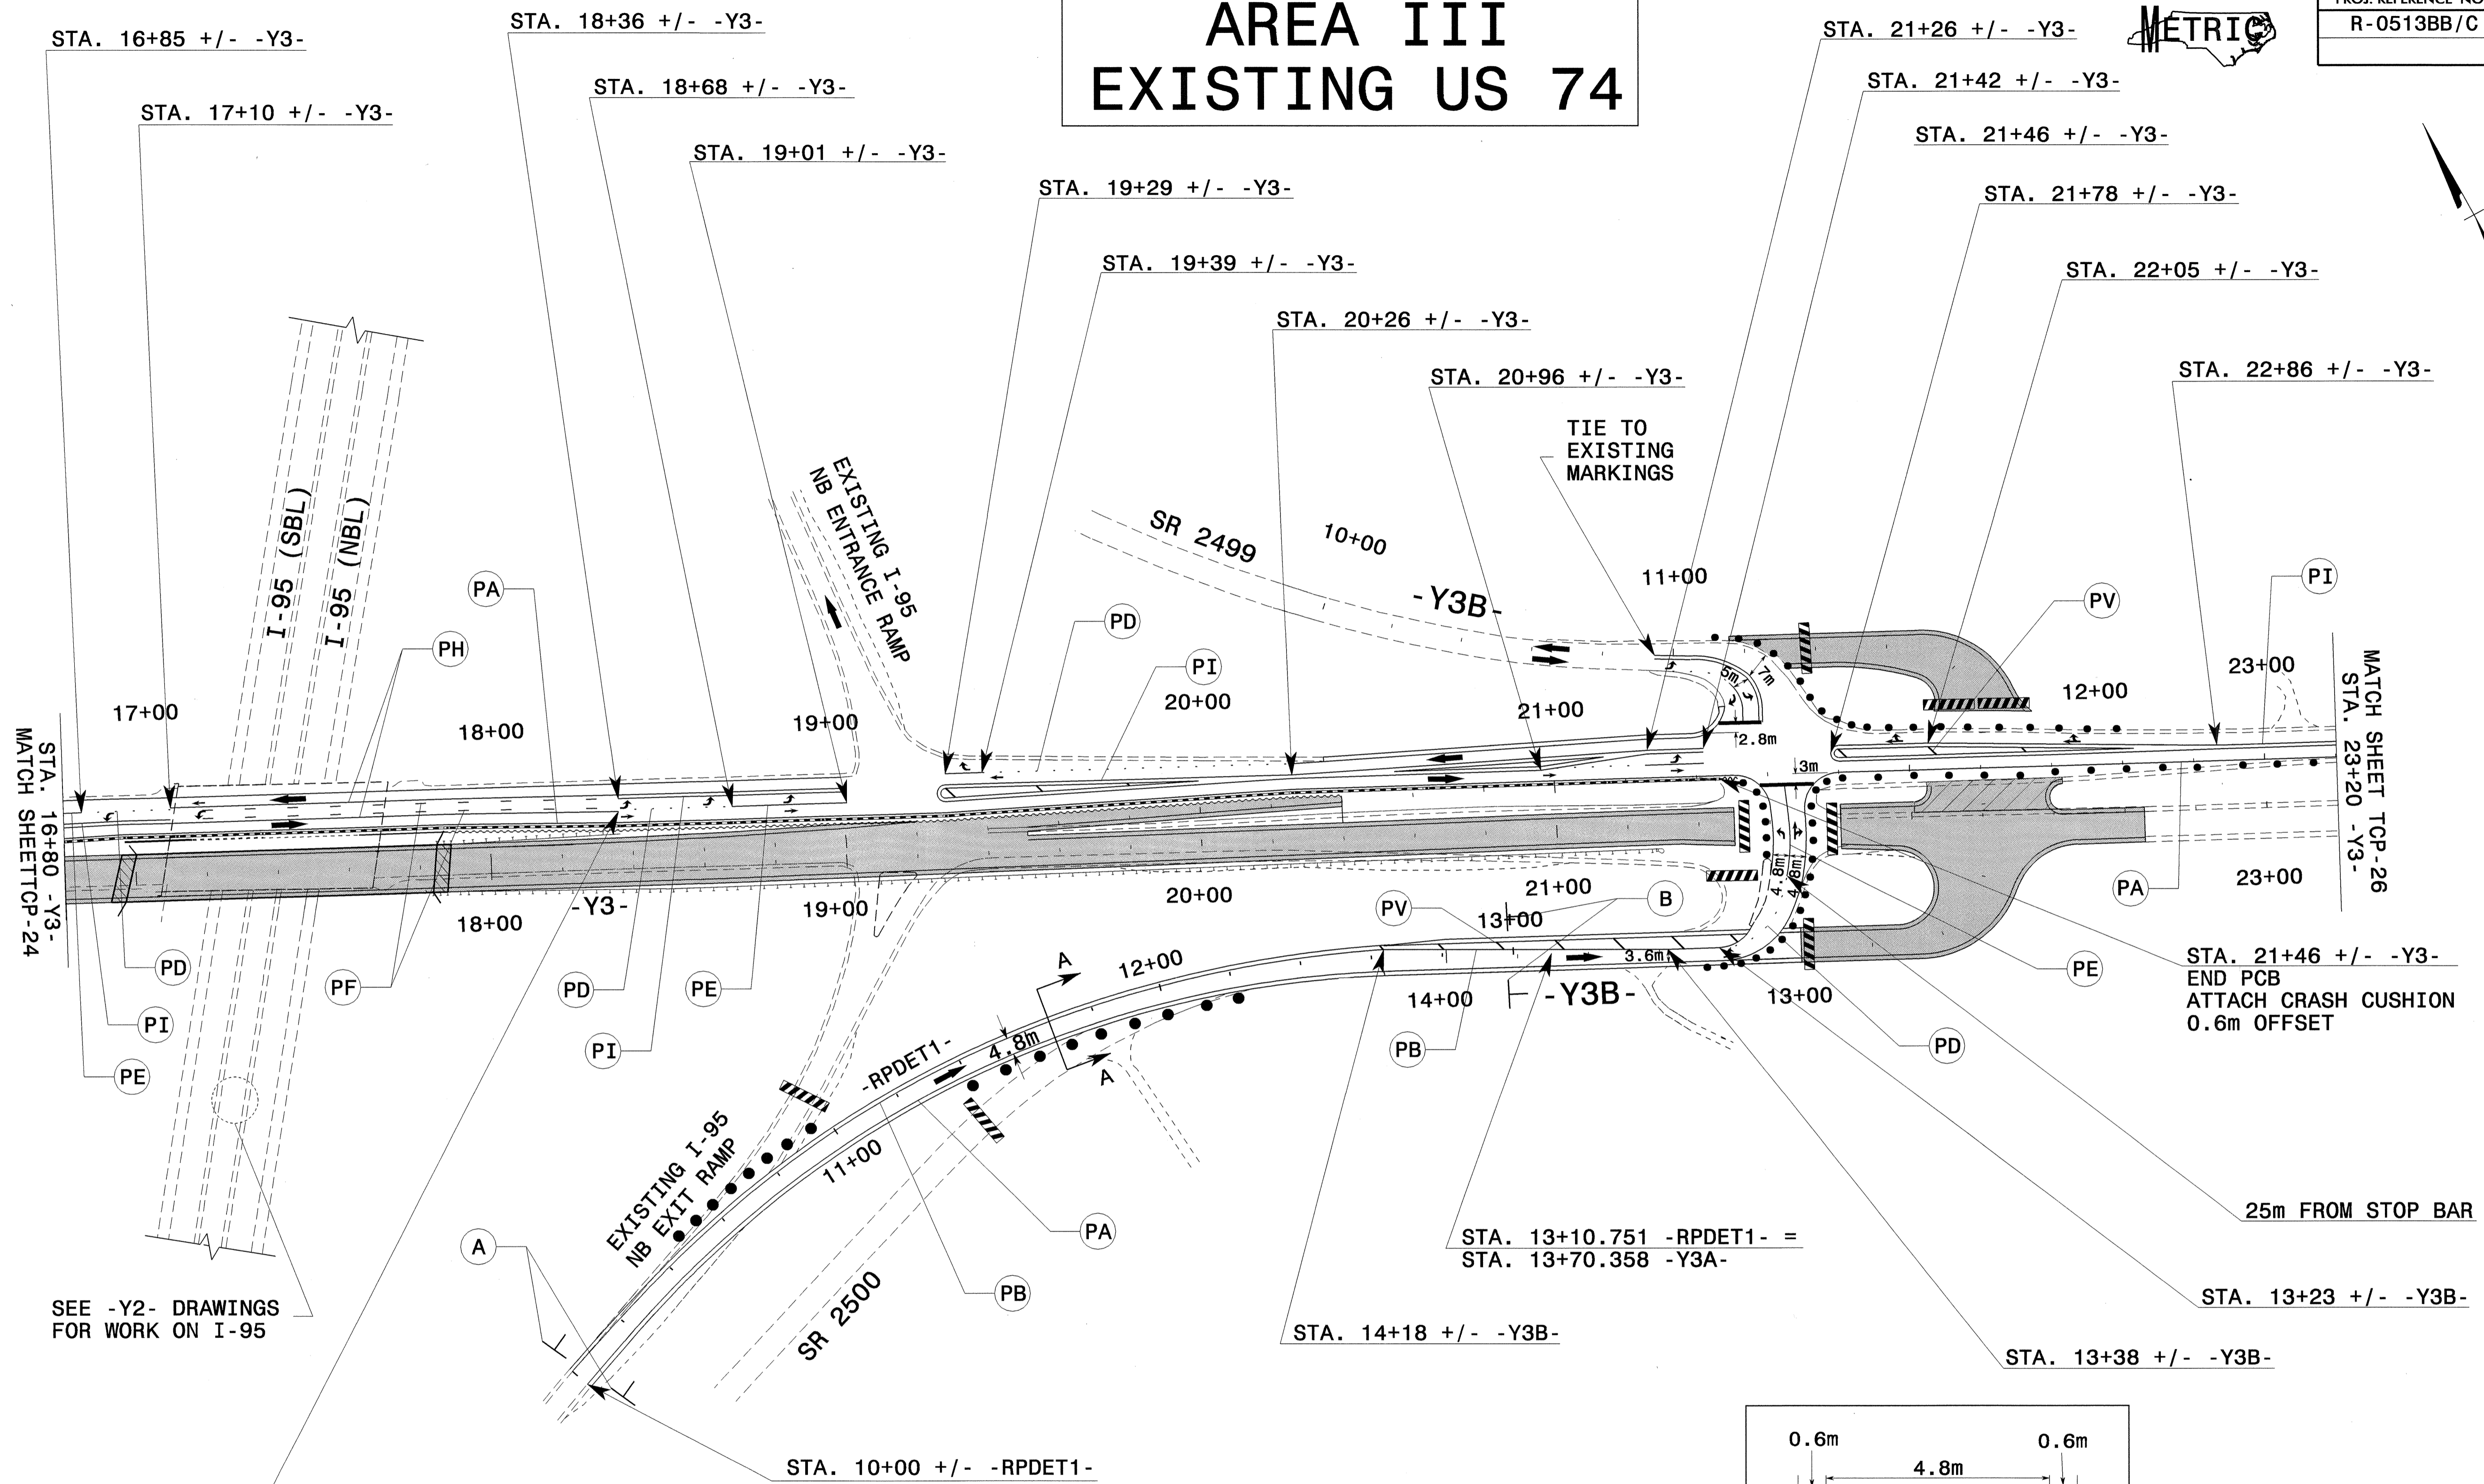 AREA III
EXISTING US 74
METRIC
R-0513BB/C
STA. 16+85 +/- -Y3-
STA. 17+10 +/- -Y3-
STA. 18+36 +/- -Y3-
STA. 18+68 +/- -Y3-
STA. 19+01 +/- -Y3-
STA. 19+29 +/- -Y3-
STA. 19+39 +/- -Y3-
STA. 20+26 +/- -Y3-
STA. 20+96 +/- -Y3-
STA. 21+26 +/- -Y3-
STA. 21+42 +/- -Y3-
STA. 21+46 +/- -Y3-
STA. 21+78 +/- -Y3-
STA. 22+05 +/- -Y3-
STA. 22+86 +/- -Y3-
TIE TO
EXISTING
MARKINGS
I-95 (SBL)
I-95 (NBL)
EXISTING I-95
NB ENTRANCE RAMP
SR 2499
10+00
-Y3B-
11+00
PA
PH
PD
PI
PV
PI
17+00
18+00
19+00
20+00
21+00
12+00
23+00
5m
7m
2.8m
3m
STA. 16+80 -Y3-
MATCH SHEETTCP-24
MATCH SHEET TCP-26
STA. 23+20 -Y3-
18+00
-Y3-
19+00
20+00
21+00
23+00
4.8m
4.8m
PA
PV
13+00
B
PD
PI
PE
PF
PD
PE
PI
A
12+00
A
4.8m
-RPDET1-
11+00
3.6m
14+00
-Y3B-
13+00
PB
PE
PD
STA. 21+46 +/- -Y3-
END PCB
ATTACH CRASH CUSHION
0.6m OFFSET
EXISTING I-95
NB EXIT RAMP
SR 2500
A
PA
PB
25m FROM STOP BAR
STA. 13+10.751 -RPDET1- =
STA. 13+70.358 -Y3A-
STA. 13+23 +/- -Y3B-
STA. 14+18 +/- -Y3B-
STA. 13+38 +/- -Y3B-
SEE -Y2- DRAWINGS
FOR WORK ON I-95
STA. 10+00 +/- -RPDET1-
0.6m
0.6m
4.8m